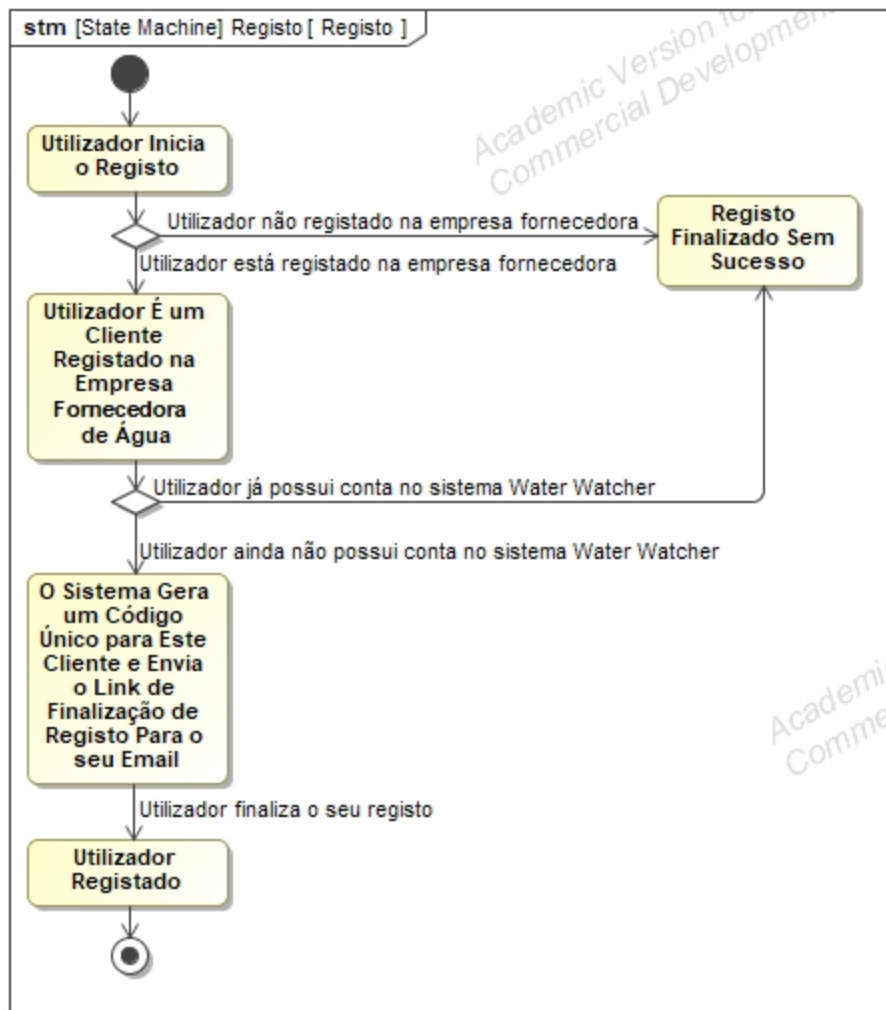 stm [State Machine] Registo [ Registo ]
Academic Version for
Commercial Development
Utilizador Inicia
o Registo
Utilizador não registado na empresa fornecedora
Registo
Finalizado Sem
Sucesso
Utilizador está registado na empresa fornecedora
Utilizador É um
Cliente
Registado na
Empresa
Fornecedora
de Água
Utilizador já possui conta no sistema Water Watcher
Utilizador ainda não possui conta no sistema Water Watcher
O Sistema Gera
um Código
Único para Este
Cliente e Envia
o Link de
Finalização de
Registo Para o
seu Email
Utilizador finaliza o seu registo
Utilizador
Registado